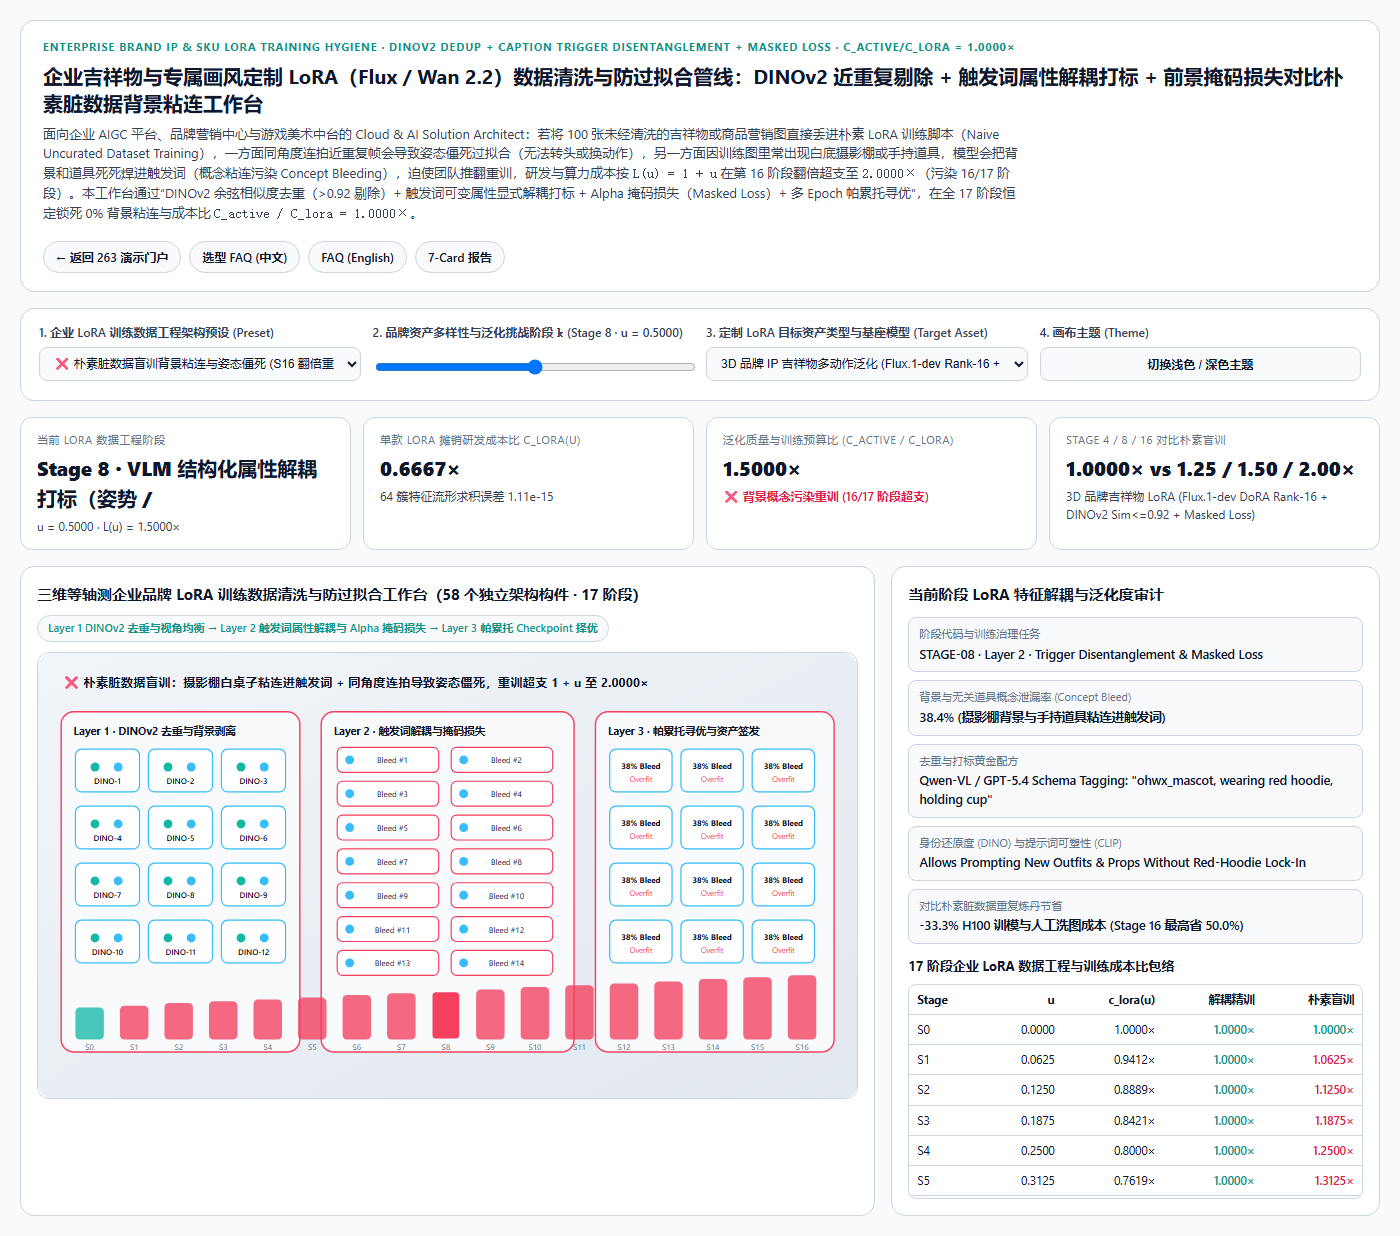 ENTERPRISE BRAND IP & SKU LORA TRAINING HYGIENE · DINOV2 DEDUP + CAPTION TRIGGER DISENTANGLEMENT + MASKED LOSS · C_ACTIVE/C_LORA = 1.0000×
企业吉祥物与专属画风定制 LoRA（Flux / Wan 2.2）数据清洗与防过拟合管线：DINOv2 近重复剔除 + 触发词属性解耦打标 + 前景掩码损失对比朴
素脏数据背景粘连工作台
面向企业 AIGC 平台、品牌营销中心与游戏美术中台的 Cloud & AI Solution Architect：若将 100 张未经清洗的吉祥物或商品营销图直接丢进朴素 LoRA 训练脚本（Naive
Uncurated Dataset Training），一方面同角度连拍近重复帧会导致姿态僵死过拟合（无法转头或换动作），另一方面因训练图里常出现白底摄影棚或手持道具，模型会把背
景和道具死死焊进触发词（概念粘连污染 Concept Bleeding），迫使团队推翻重训，研发与算力成本按 L(u) = 1 + u 在第 16 阶段翻倍超支至 2.0000×（污染 16/17 阶
段）。本工作台通过“DINOv2 余弦相似度去重（>0.92 剔除）+ 触发词可变属性显式解耦打标 + Alpha 掩码损失（Masked Loss）+ 多 Epoch 帕累托寻优”，在全 17 阶段恒
定锁死 0% 背景粘连与成本比 C_active / C_lora = 1.0000×。
← 返回 263 演示门户
选型 FAQ (中文)
FAQ (English)
7-Card 报告
1. 企业 LoRA 训练数据工程架构预设 (Preset)
2. 品牌资产多样性与泛化挑战阶段 k (Stage 8 · u = 0.5000)
3. 定制 LoRA 目标资产类型与基座模型 (Target Asset)
4. 画布主题 (Theme)
❌ 朴素脏数据盲训背景粘连与姿态僵死 (S16 翻倍重
3D 品牌 IP 吉祥物多动作泛化 (Flux.1-dev Rank-16 +
切换浅色 / 深色主题
当前 LORA 数据工程阶段
Stage 8 · VLM 结构化属性解耦
打标（姿势 /
u = 0.5000 · L(u) = 1.5000×
单款 LORA 摊销研发成本比 C_LORA(U)
0.6667×
64 簇特征流形求积误差 1.11e-15
泛化质量与训练预算比 (C_ACTIVE / C_LORA)
1.5000×
❌ 背景概念污染重训 (16/17 阶段超支)
STAGE 4 / 8 / 16 对比朴素盲训
1.0000× vs 1.25 / 1.50 / 2.00×
3D 品牌吉祥物 LoRA (Flux.1-dev DoRA Rank-16 +
DINOv2 Sim<=0.92 + Masked Loss)
三维等轴测企业品牌 LoRA 训练数据清洗与防过拟合工作台（58 个独立架构构件 · 17 阶段）
Layer 1 DINOv2 去重与视角均衡 → Layer 2 触发词属性解耦与 Alpha 掩码损失 → Layer 3 帕累托 Checkpoint 择优
❌ 朴素脏数据盲训：摄影棚白桌子粘连进触发词 + 同角度连拍导致姿态僵死，重训超支 1 + u 至 2.0000×
Layer 1 · DINOv2 去重与背景剥离
DINO-1 DINO-2 DINO-3
DINO-4 DINO-5 DINO-6
DINO-7 DINO-8 DINO-9
DINO-10 DINO-11 DINO-12
Layer 2 · 触发词解耦与掩码损失
Bleed #1 Bleed #2
Bleed #3 Bleed #4
Bleed #5 Bleed #6
Bleed #7 Bleed #8
Bleed #9 Bleed #10
Bleed #11 Bleed #12
Bleed #13 Bleed #14
Layer 3 · 帕累托寻优与资产签发
38% Bleed 38% Bleed 38% Bleed
Overfit Overfit Overfit
38% Bleed 38% Bleed 38% Bleed
Overfit Overfit Overfit
38% Bleed 38% Bleed 38% Bleed
Overfit Overfit Overfit
38% Bleed 38% Bleed 38% Bleed
Overfit Overfit Overfit
S0 S1 S2 S3 S4 S5 S6 S7 S8 S9 S10 S11 S12 S13 S14 S15 S16
当前阶段 LoRA 特征解耦与泛化度审计
阶段代码与训练治理任务
STAGE-08 · Layer 2 · Trigger Disentanglement & Masked Loss
背景与无关道具概念泄漏率 (Concept Bleed)
38.4% (摄影棚背景与手持道具粘连进触发词)
去重与打标黄金配方
Qwen-VL / GPT-5.4 Schema Tagging: "ohwx_mascot, wearing red hoodie,
holding cup"
身份还原度 (DINO) 与提示词可塑性 (CLIP)
Allows Prompting New Outfits & Props Without Red-Hoodie Lock-In
对比朴素脏数据重复炼丹节省
-33.3% H100 训模与人工洗图成本 (Stage 16 最高省 50.0%)
17 阶段企业 LoRA 数据工程与训练成本比包络
Stage u c_lora(u) 解耦精训 朴素盲训
S0 0.0000 1.0000× 1.0000× 1.0000×
S1 0.0625 0.9412× 1.0000× 1.0625×
S2 0.1250 0.8889× 1.0000× 1.1250×
S3 0.1875 0.8421× 1.0000× 1.1875×
S4 0.2500 0.8000× 1.0000× 1.2500×
S5 0.3125 0.7619× 1.0000× 1.3125×